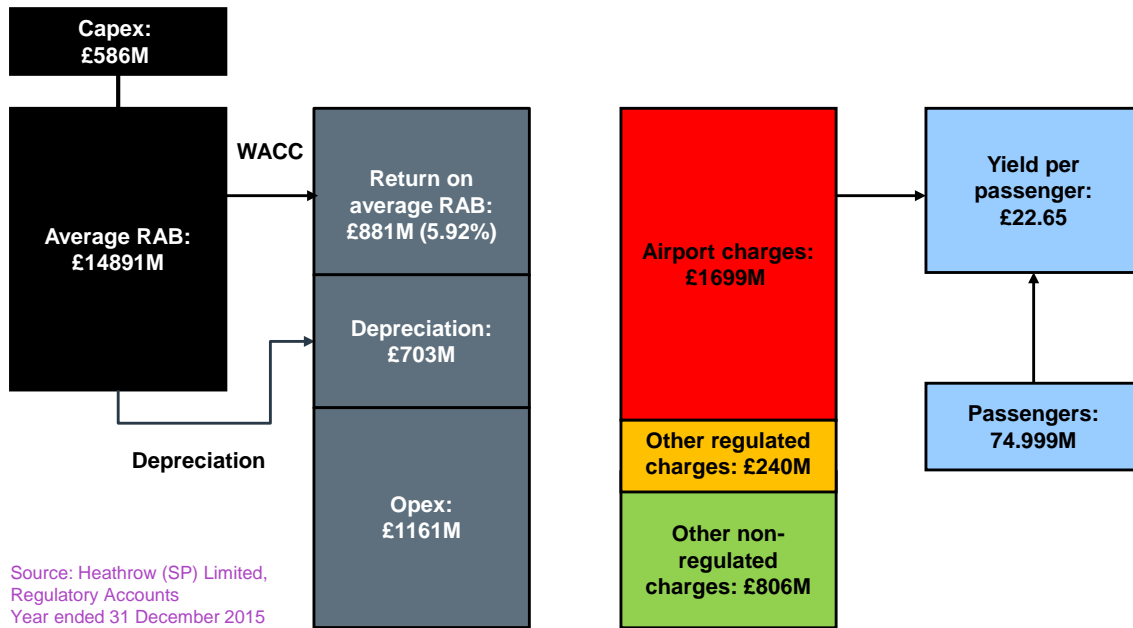 Capex:
£586M
Average RAB:
£14891M
WACC
Depreciation
Return on
average RAB:
£881M (5.92%)
Depreciation:
£703M
Opex:
£1161M
Airport charges:
£1699M
Other regulated
charges: £240M
Other non-
regulated
charges: £806M
Yield per
passenger:
£22.65
Passengers:
74.999M
Source: Heathrow (SP) Limited,
Regulatory Accounts
Year ended 31 December 2015